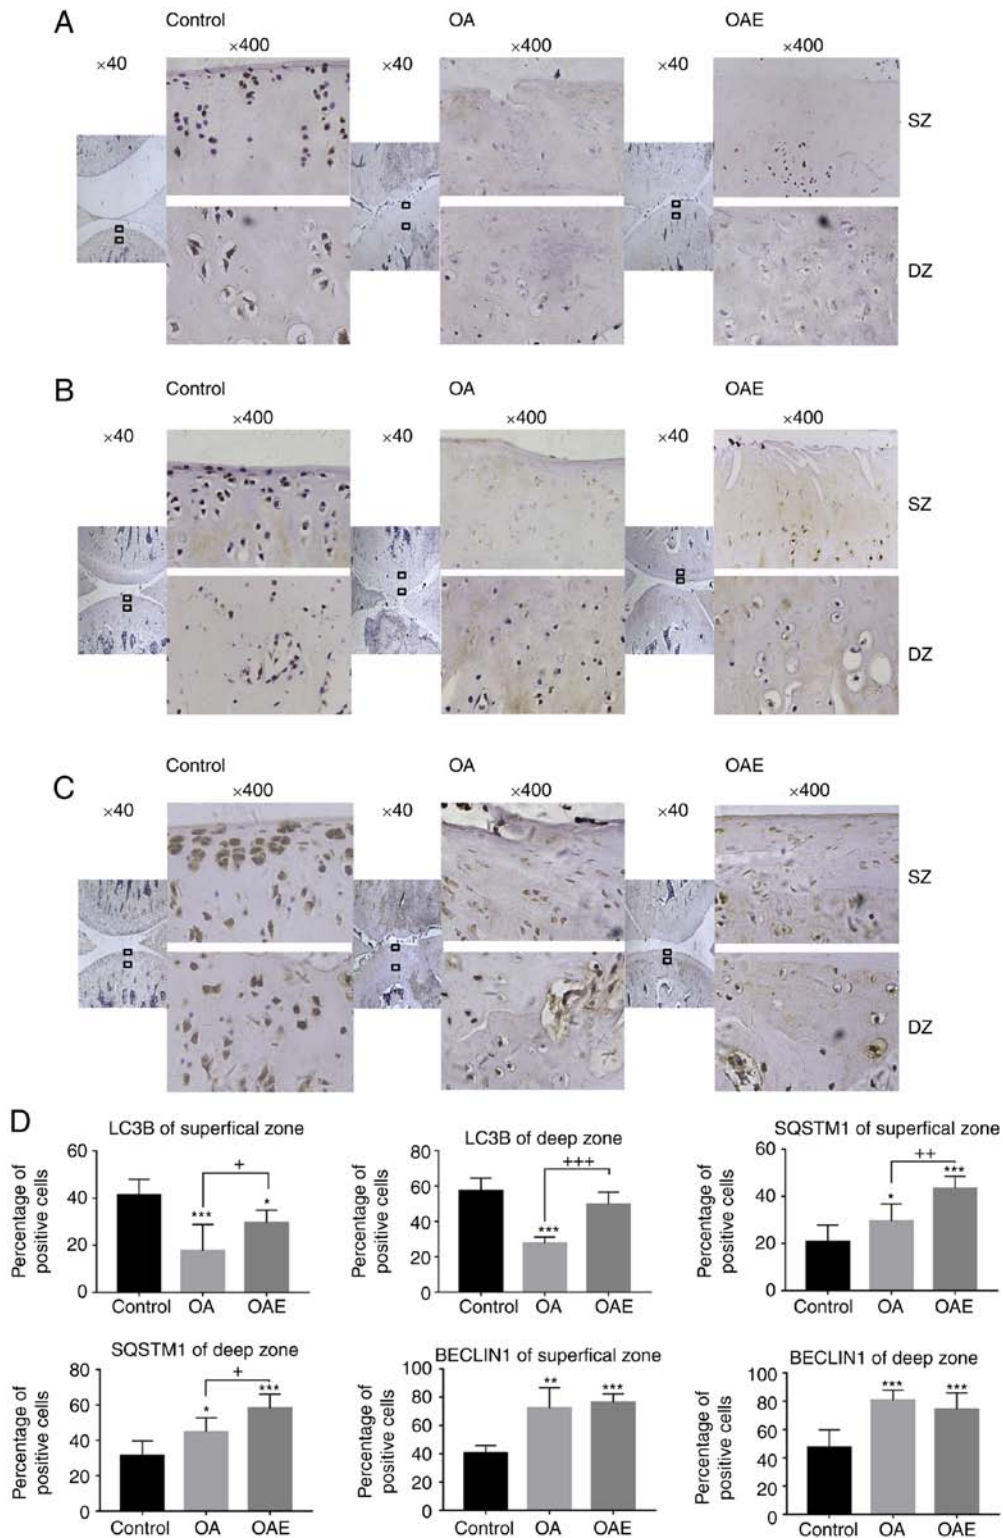 A
Control
OA
OAE
×40
×400
×40
×400
×40
×400
SZ
DZ
B
Control
OA
OAE
×40
×400
×40
×400
×40
×400
SZ
DZ
C
Control
OA
OAE
×40
×400
×40
×400
×40
×400
SZ
DZ
D
LC3B of superfical zone
Percentage of
positive cells
60
40
20
0
***
+
*
Control OA OAE
LC3B of deep zone
Percentage of
positive cells
80
60
40
20
0
***
+++
Control OA OAE
SQSTM1 of superfical zone
Percentage of
positive cells
60
40
20
0
*
++
***
Control OA OAE
SQSTM1 of deep zone
Percentage of
positive cells
80
60
40
20
0
*
+
***
Control OA OAE
BECLIN1 of superfical zone
Percentage of
positive cells
100
80
60
40
20
0
**
***
Control OA OAE
BECLIN1 of deep zone
Percentage of
positive cells
100
80
60
40
20
0
***
***
Control OA OAE